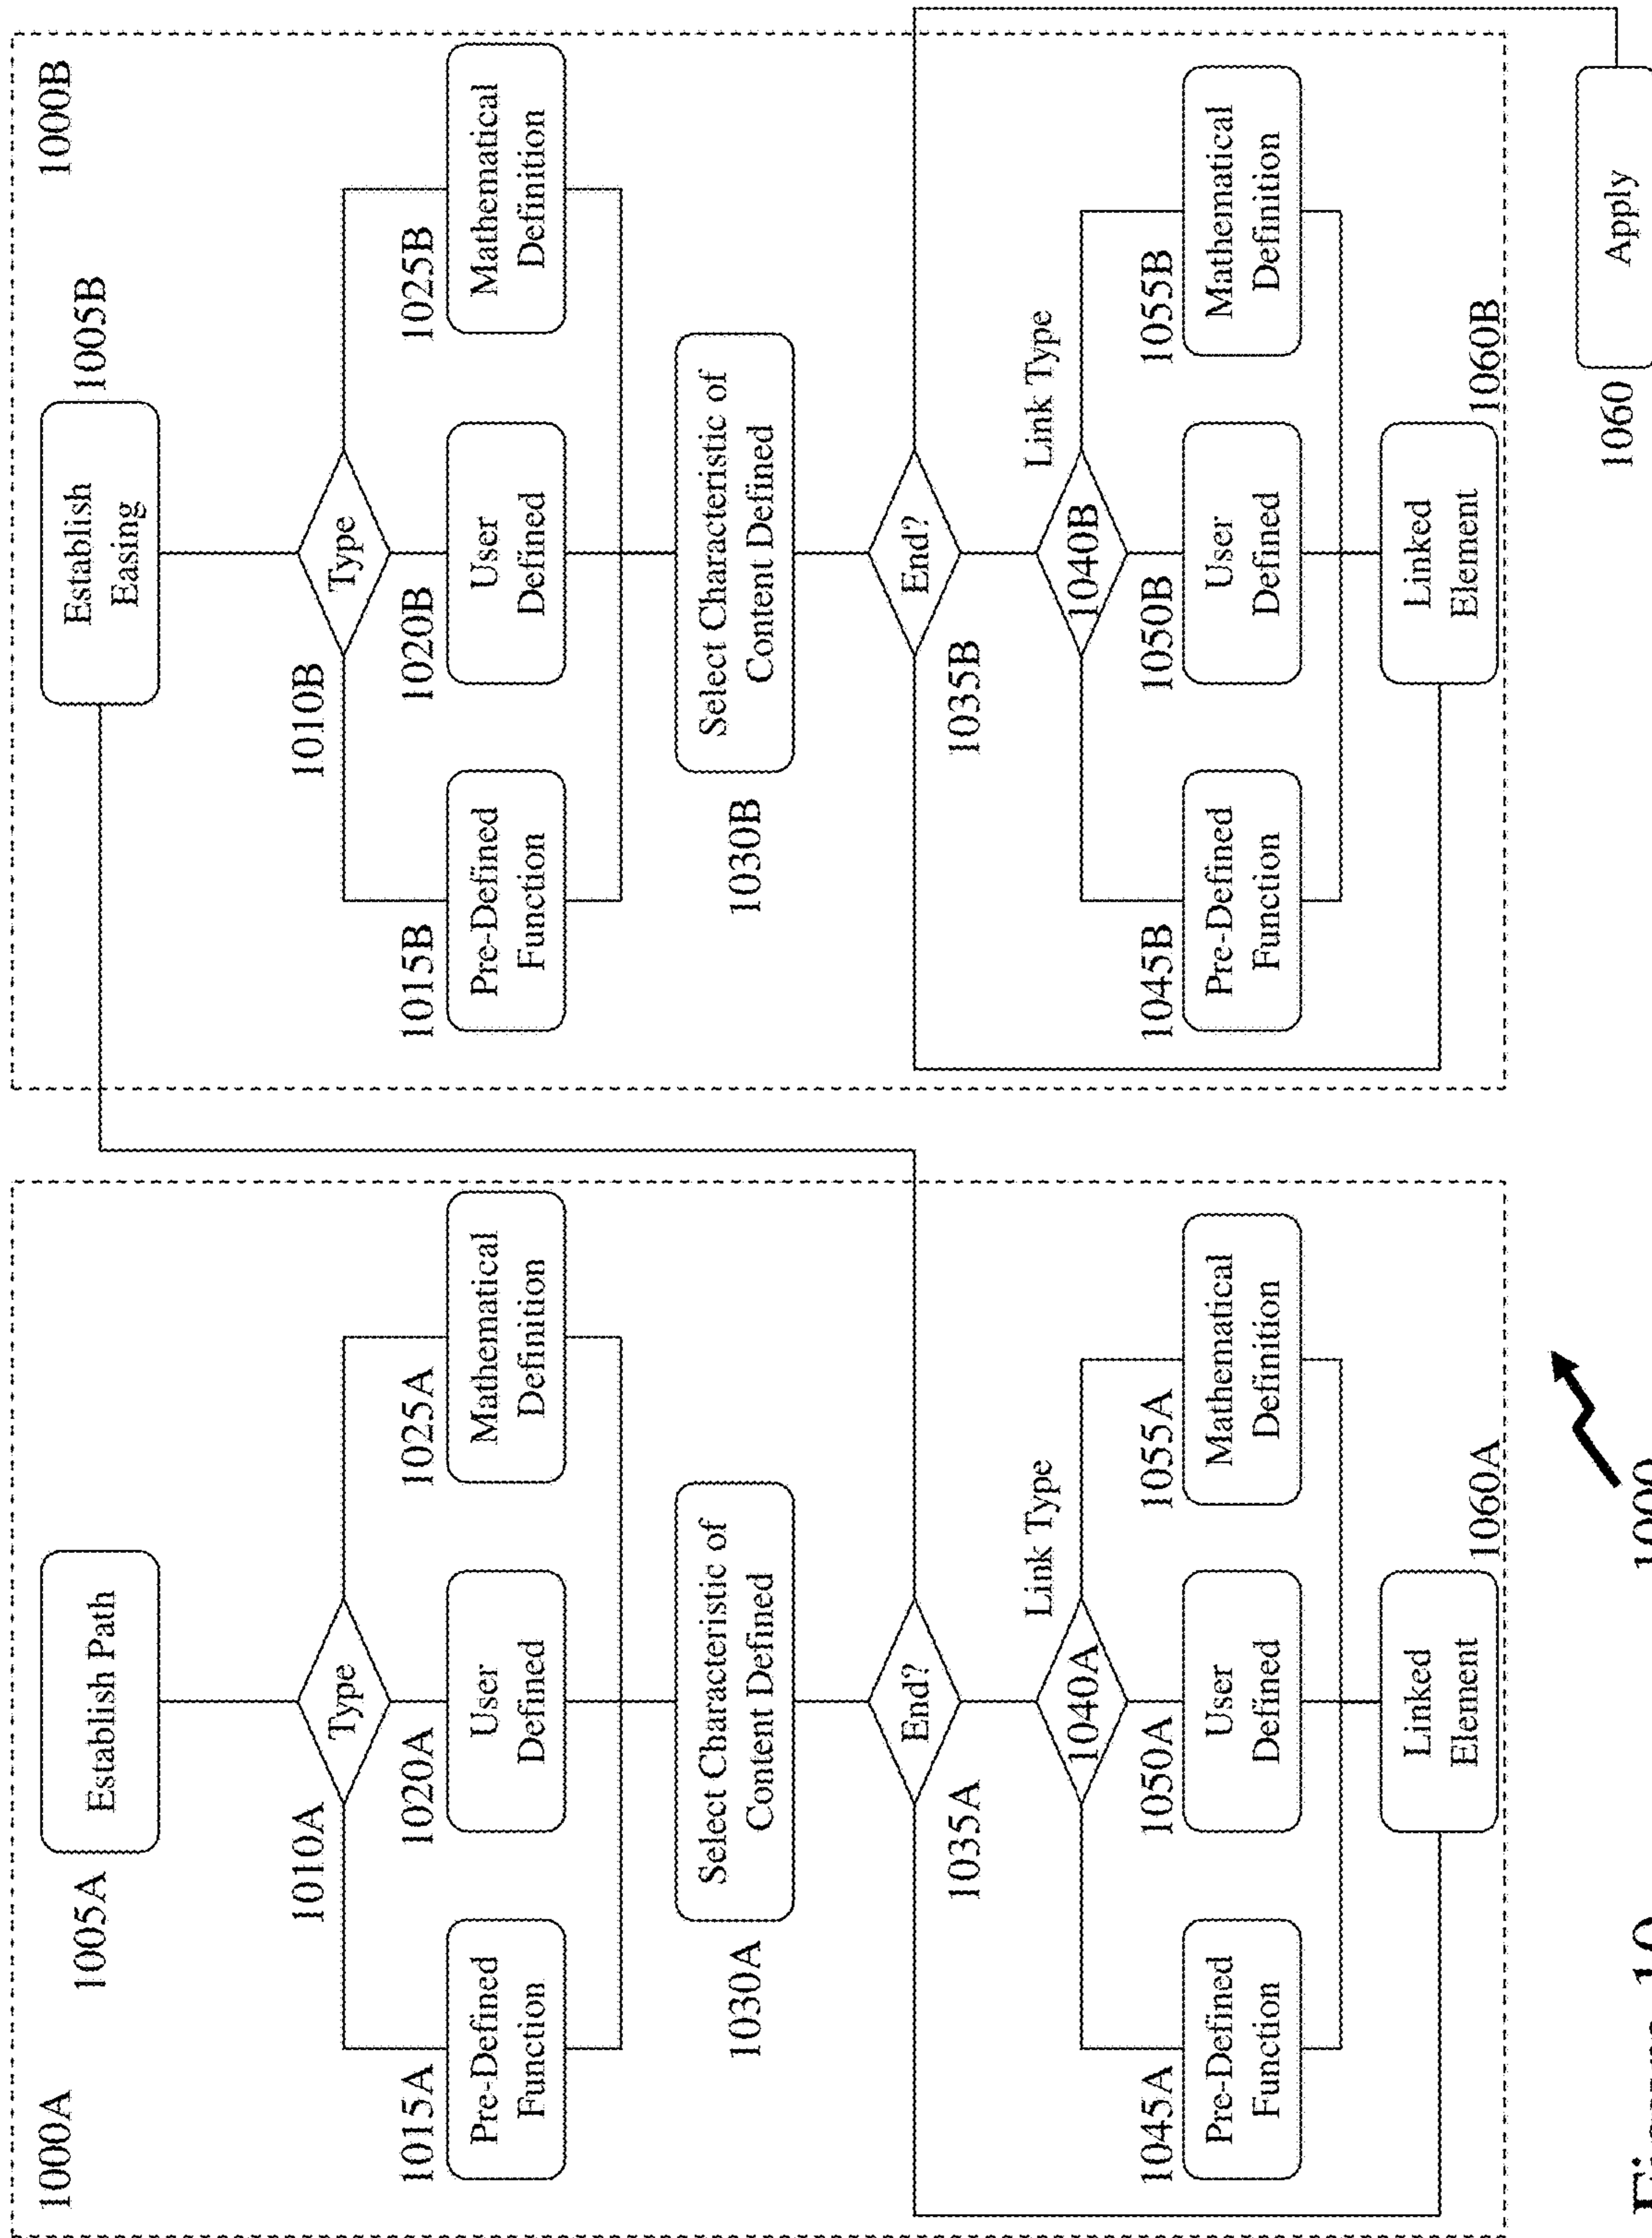 1000A
1005A
Establish Path
1010A
Type
1015A
1020A
1025A
Pre-Defined
Function
User
Defined
Mathematical
Definition
1030A
Select Characteristic of
Content Defined
End?
1035A
Link Type
1040A
1045A
1050A
1055A
Pre-Defined
Function
User
Defined
Mathematical
Definition
Linked
Element
1060A
1000B
Establish
Easing
1005B
1010B
Type
1015B
1020B
1025B
Pre-Defined
Function
User
Defined
Mathematical
Definition
1030B
Select Characteristic of
Content Defined
End?
1035B
Link Type
1040B
1045B
1050B
1055B
Pre-Defined
Function
User
Defined
Mathematical
Definition
Linked
Element
1060B
1060
Apply
Figure 10
1000